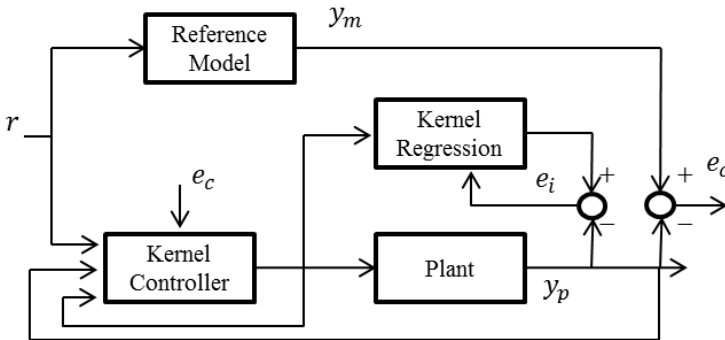 y_m
Reference
Model
r
Kernel
Regression
e_c
e_i
+
+
e_c
−
−
Kernel
Controller
Plant
y_p